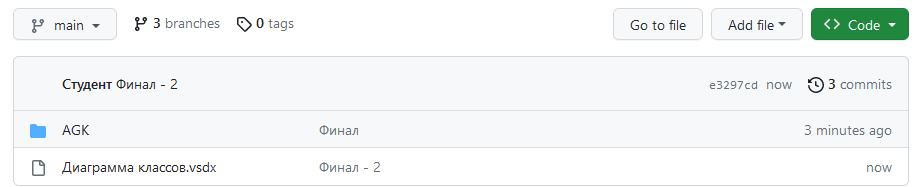 main 3 branches 0 tags Go to file Add file Code
Студент Финал - 2 e3297cd now 3 commits
AGK Финал 3 minutes ago
Диаграмма классов.vsdx Финал - 2 now